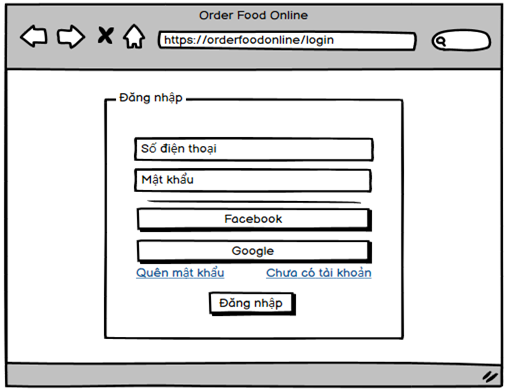 Order Food Online
https://orderfoodonline/login
Đăng nhập
Số điện thoại
Mật khẩu
Facebook
Google
Quên mật khẩu Chưa có tài khoản
Đăng nhập